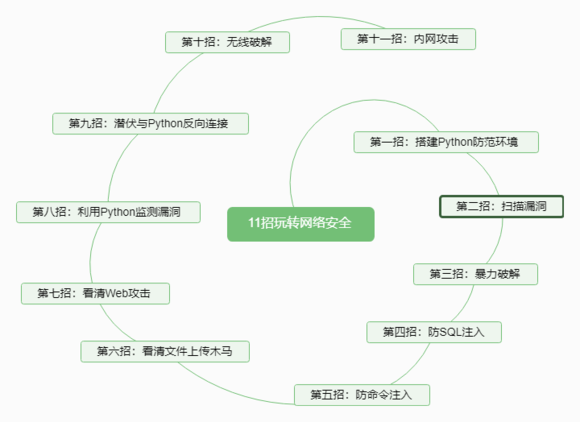 11招玩转网络安全
第一招：搭建Python防范环境
第二招：扫描漏洞
第三招：暴力破解
第四招：防SQL注入
第五招：防命令注入
第六招：看清文件上传木马
第七招：看清Web攻击
第八招：利用Python监测漏洞
第九招：潜伏与Python反向连接
第十招：无线破解
第十一招：内网攻击